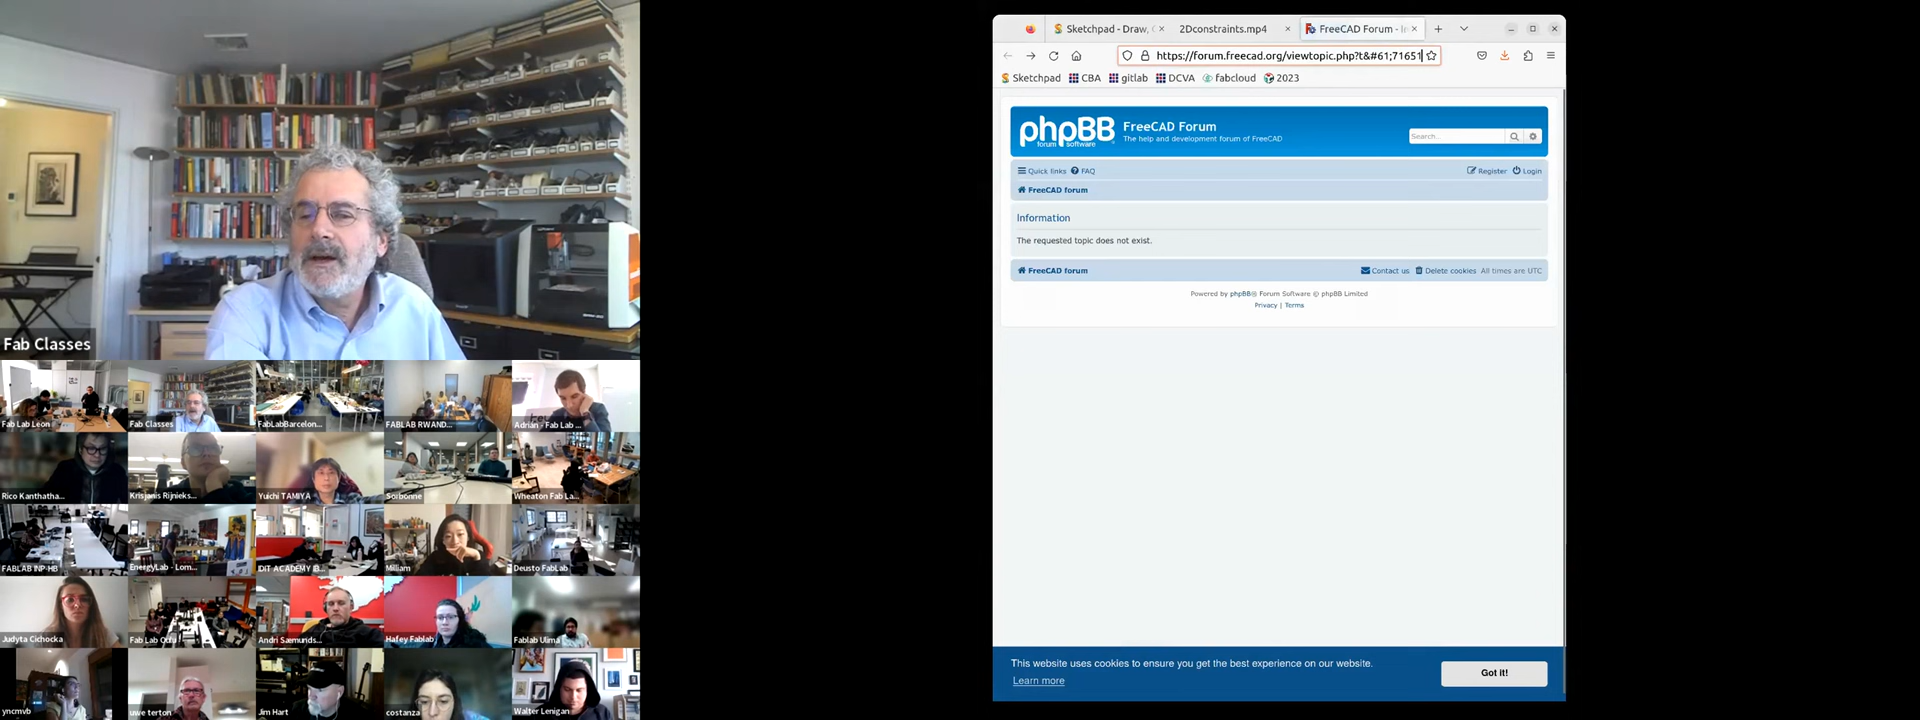 Fab Classes
Fab Lab Leon
Fab Classes
FabLabBarcelon...
FABLAB RWAND...
Adrián - Fab Lab ...
Rico Kanthatha...
Krisjanis Rijnieks...
Yuichi TAMIYA
Sorbonne
Wheaton Fab La...
FABLAB INP-HB
EnergyLab - Lom...
IDIT ACADEMY IB...
Miliam
Deusto FabLab
Judyta Cichocka
Fab Lab Oulu
Andri Sæmunds...
Hafey Fablab
Fablab Ulima
yncmvb
uwe terton
Jim Hart
costanza
Walter Lenigan
Sketchpad - Draw, C
2Dconstraints.mp4
FreeCAD Forum - In
https://forum.freecad.org/viewtopic.php?t&#61;71651
Sketchpad
CBA
gitlab
DCVA
fabcloud
2023
phpBB
forum software
FreeCAD Forum
The help and development forum of FreeCAD
Search...
Quick links
FAQ
Register
Login
FreeCAD forum
Information
The requested topic does not exist.
FreeCAD forum
Contact us
Delete cookies
All times are UTC
Powered by phpBB® Forum Software © phpBB Limited
Privacy | Terms
This website uses cookies to ensure you get the best experience on our website.
Learn more
Got it!